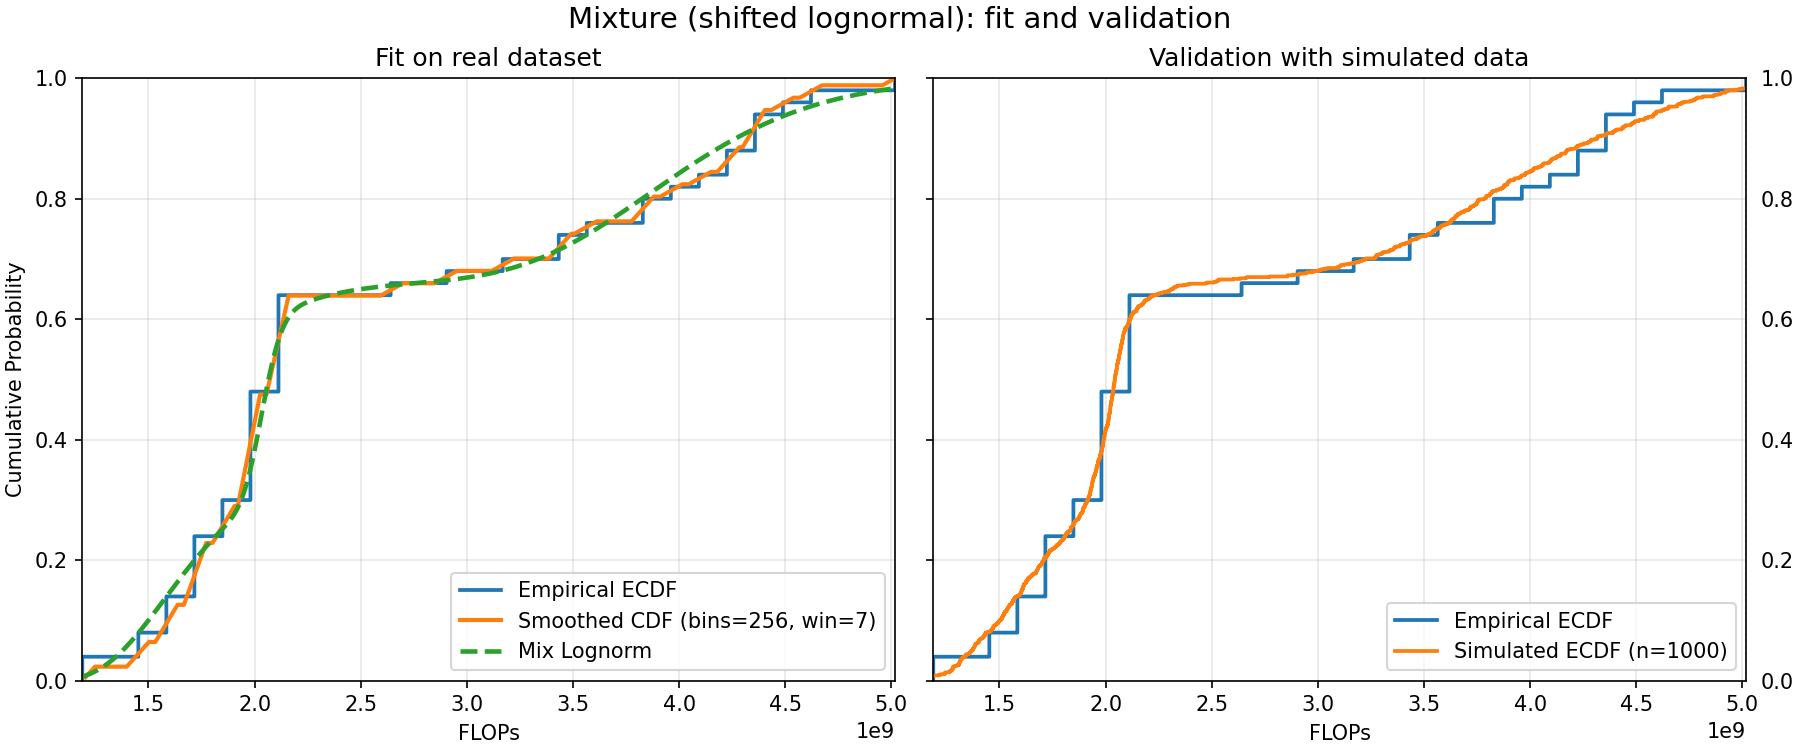 Mixture (shifted lognormal): fit and validation
Fit on real dataset
1.0
0.8
0.6
0.4
0.2
0.0
Cumulative Probability
Empirical ECDF
Smoothed CDF (bins=256, win=7)
Mix Lognorm
1.5 2.0 2.5 3.0 3.5 4.0 4.5 5.0
FLOPs
1e9
Validation with simulated data
1.0
0.8
0.6
0.4
0.2
0.0
Empirical ECDF
Simulated ECDF (n=1000)
1.5 2.0 2.5 3.0 3.5 4.0 4.5 5.0
FLOPs
1e9